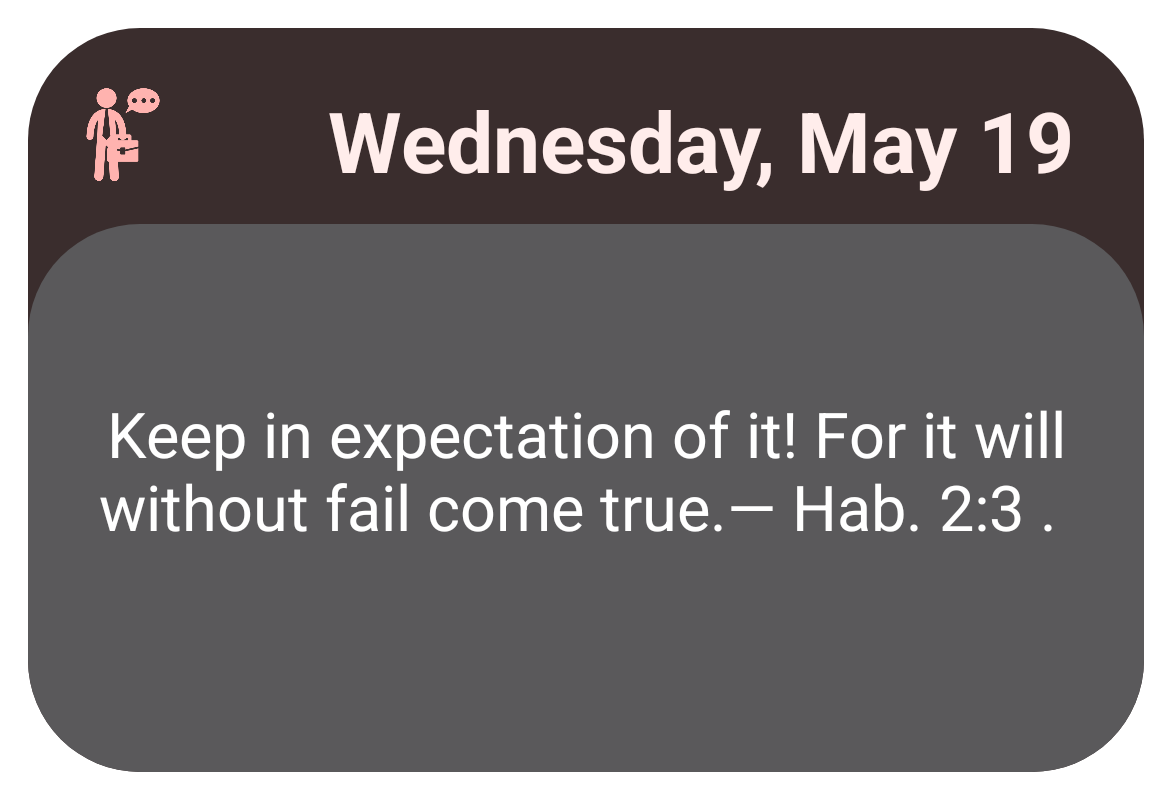 Wednesday, May 19
Keep in expectation of it! For it will
without fail come true.— Hab. 2:3 .